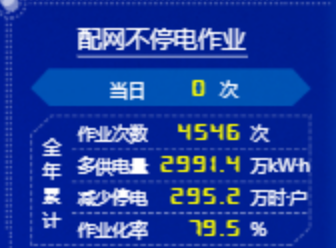 配网不停电作业
当日 0 次
全年累计
作业次数 4546 次
多供电量 2991.4 万kW·h
减少停电 295.2 万时·户
作业化率 79.5 %